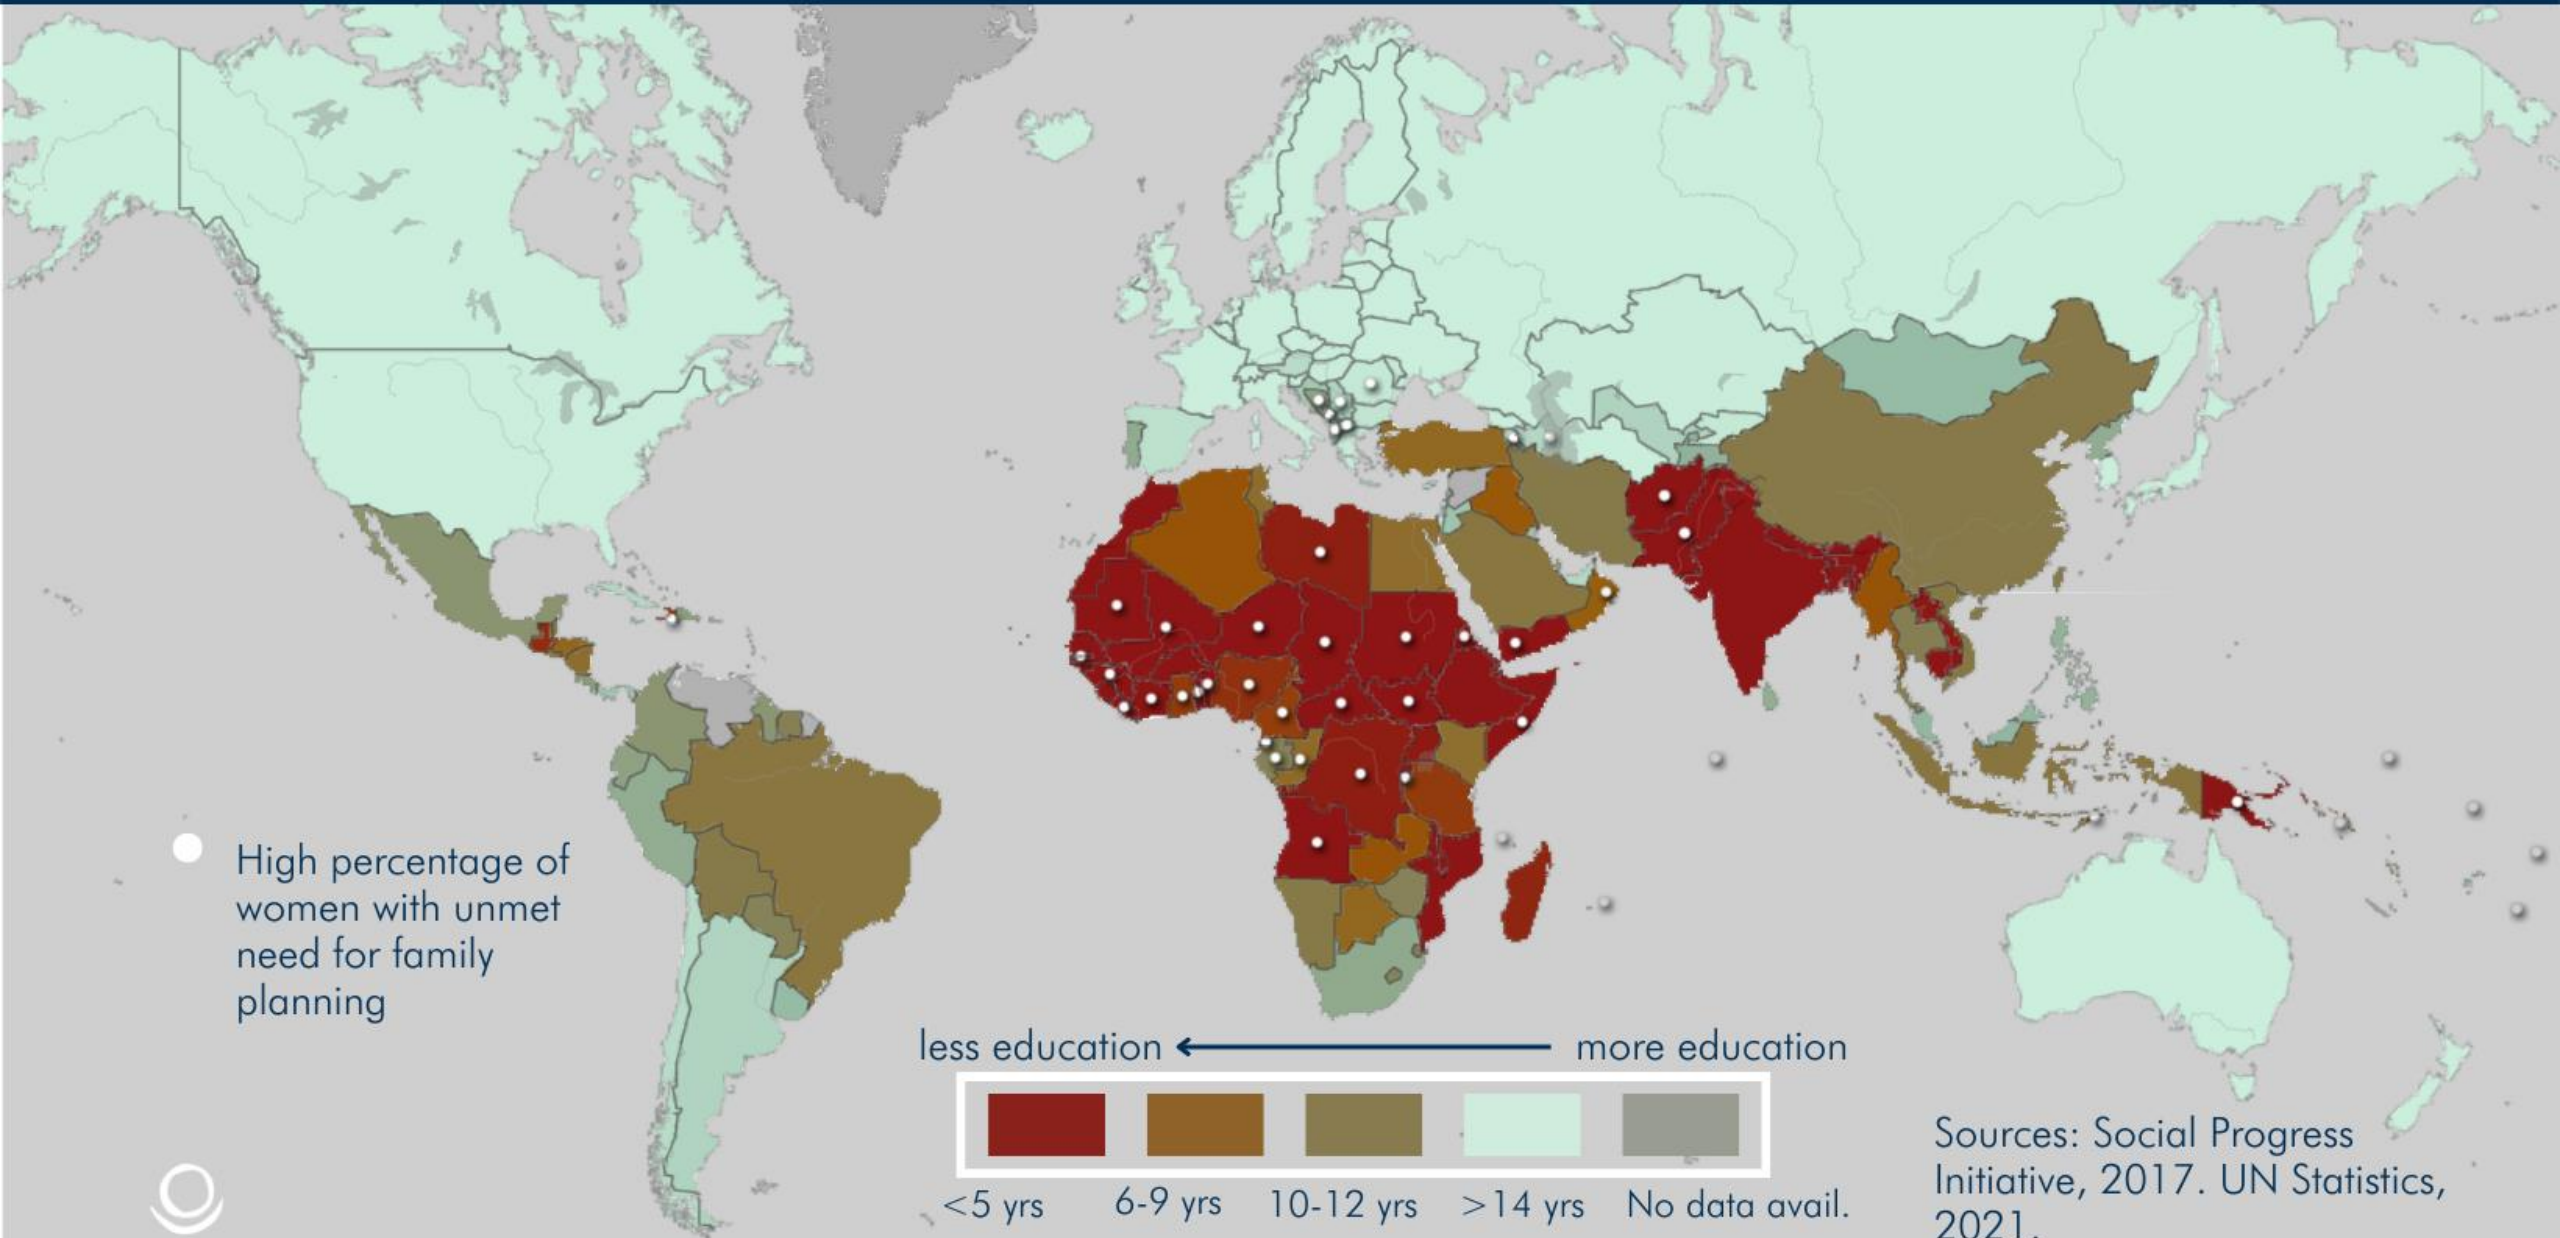 High percentage of
women with unmet
need for family
planning
less education
more education
<5 yrs
6-9 yrs
10-12 yrs
>14 yrs
No data avail.
Sources: Social Progress
Initiative, 2017. UN Statistics,
2021.